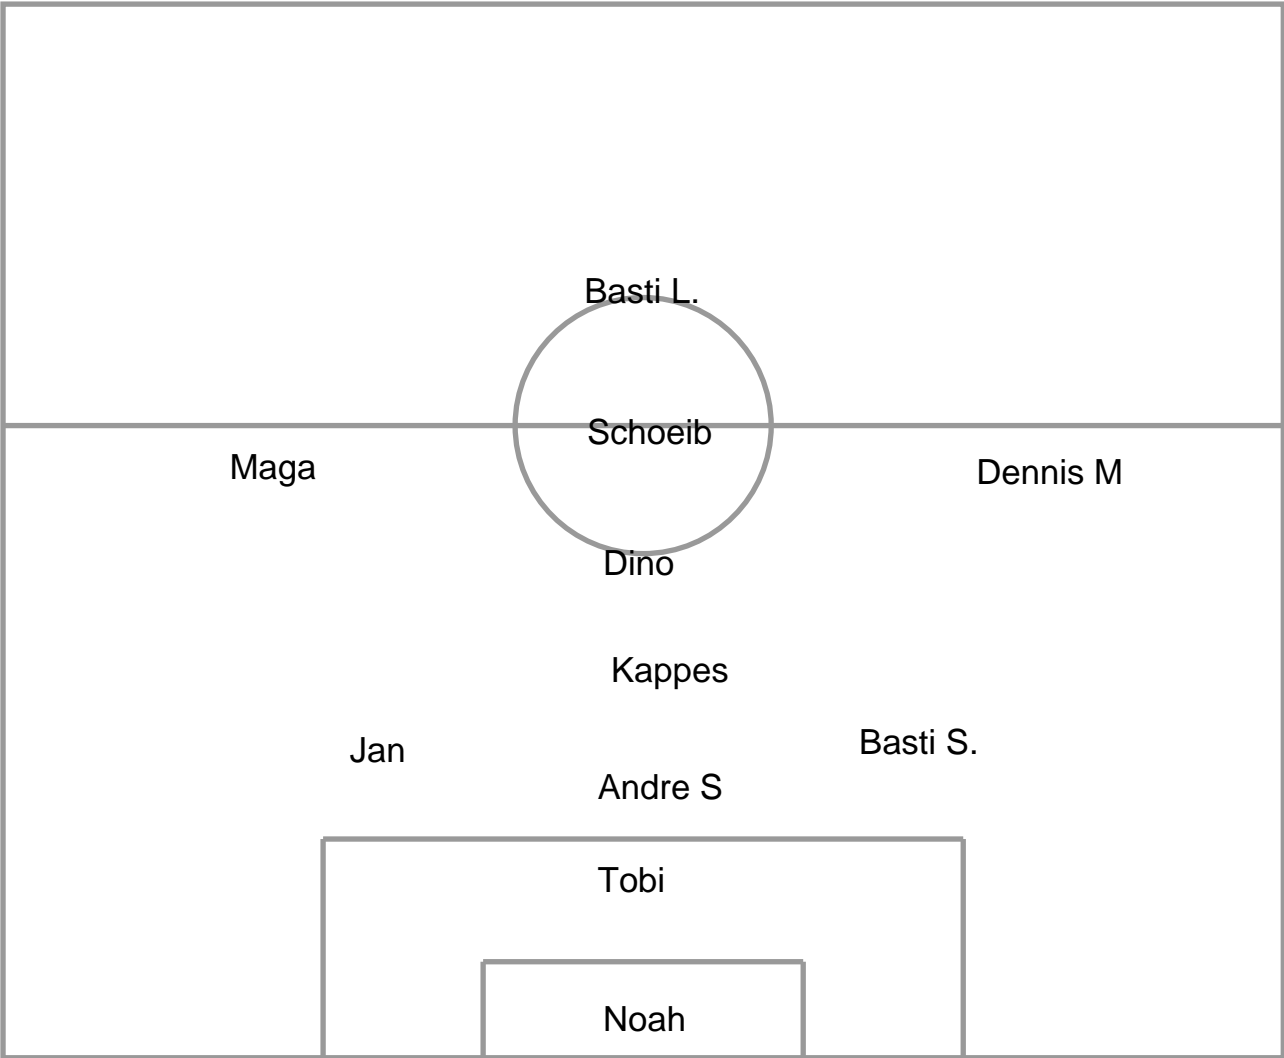 Basti L.
Schoeib
Maga
Dennis M
Dino
Kappes
Jan
Basti S.
Andre S
Tobi
Noah